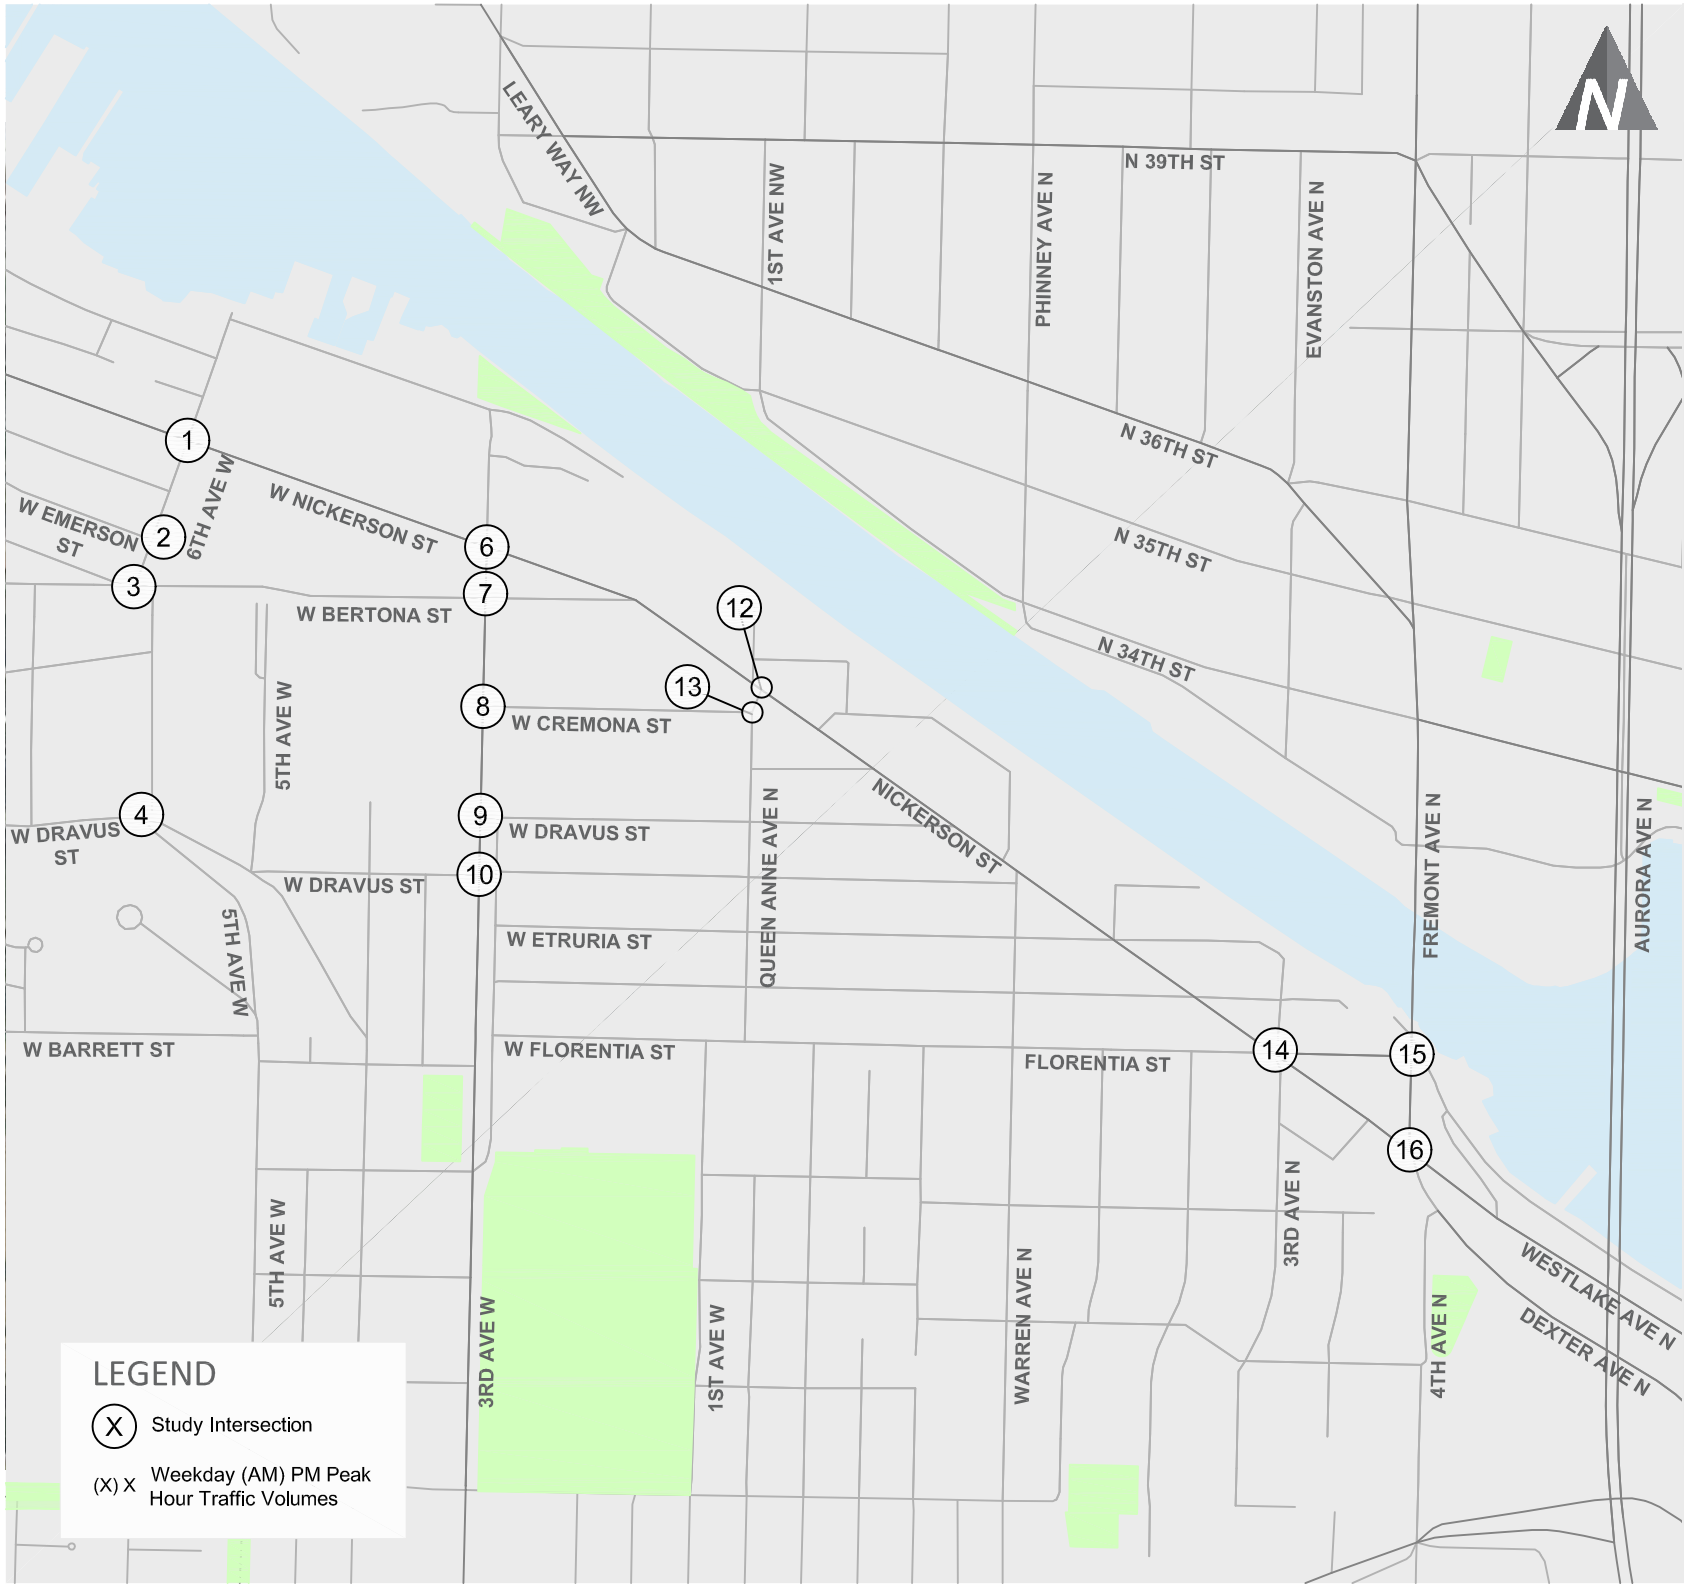 N
LEARY WAY NW
N 39TH ST
1ST AVE NW
PHINNEY AVE N
EVANSTON AVE N
1
6TH AVE W
W NICKERSON ST
N 36TH ST
W EMERSON
ST
2
3
6
7
N 35TH ST
W BERTONA ST
12
N 34TH ST
13
8
W CREMONA ST
5TH AVE W
4
9
W DRAVUS
ST
W DRAVUS ST
QUEEN ANNE AVE N
NICKERSON ST
FREMONT AVE N
AURORA AVE N
10
W DRAVUS ST
5TH AVE W
W ETRURIA ST
W BARRETT ST
W FLORENTIA ST
FLORENTIA ST
14
15
16
5TH AVE W
3RD AVE W
1ST AVE W
WARREN AVE N
3RD AVE N
4TH AVE N
WESTLAKE AVE N
DEXTER AVE N
LEGEND
X Study Intersection
(X) X Weekday (AM) PM Peak
Hour Traffic Volumes